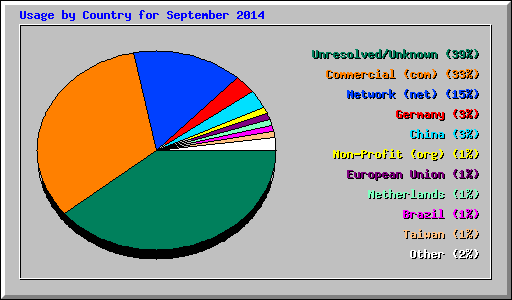 Usage by Country for September 2014
Unresolved/Unknown (39%)
Commercial (com) (33%)
Network (net) (15%)
Germany (3%)
China (3%)
Non-Profit (org) (1%)
European Union (1%)
Netherlands (1%)
Brazil (1%)
Taiwan (1%)
Other (2%)